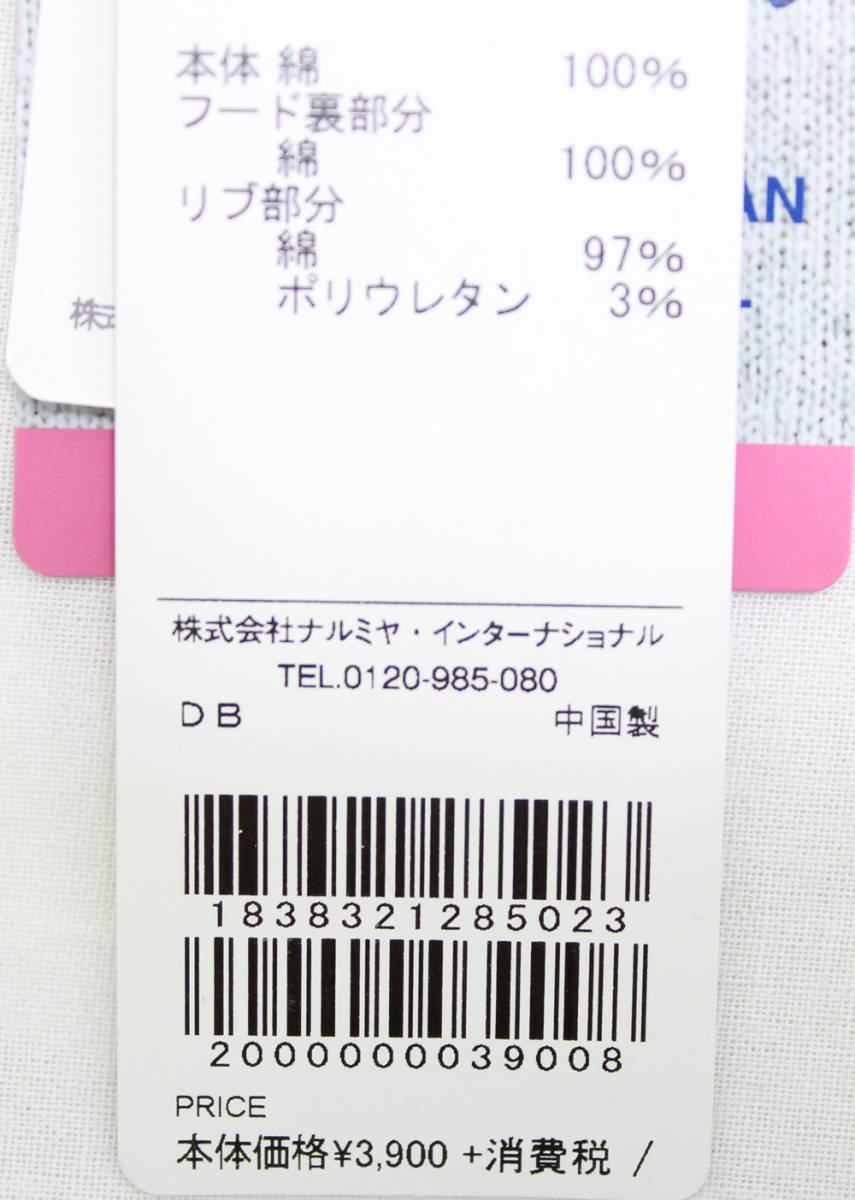 本体 綿 100%
フード裏部分
綿 100%
リブ部分
綿 97%
ポリウレタン 3%
株式会社ナルミヤ・インターナショナル
TEL.0120-985-080
DB 中国製
1838321285023
2000000039008
PRICE
本体価格¥3,900 +消費税 /
株
AN